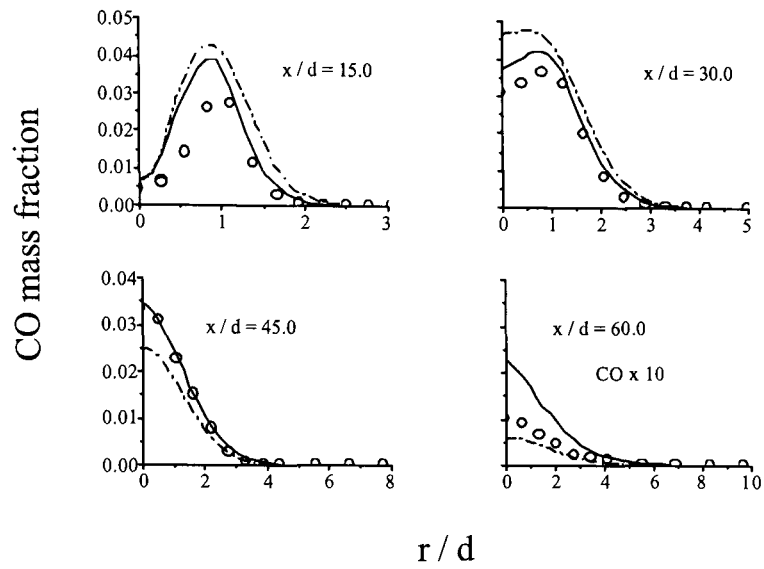 CO mass fraction
0.05
0.04
0.03
0.02
0.01
0.00
x / d = 15.0
0 1 2 3
x / d = 30.0
0 1 2 3 4 5
0.04
0.03
0.02
0.01
0.00
x / d = 45.0
0 2 4 6 8
x / d = 60.0
CO x 10
0 2 4 6 8 10
r / d